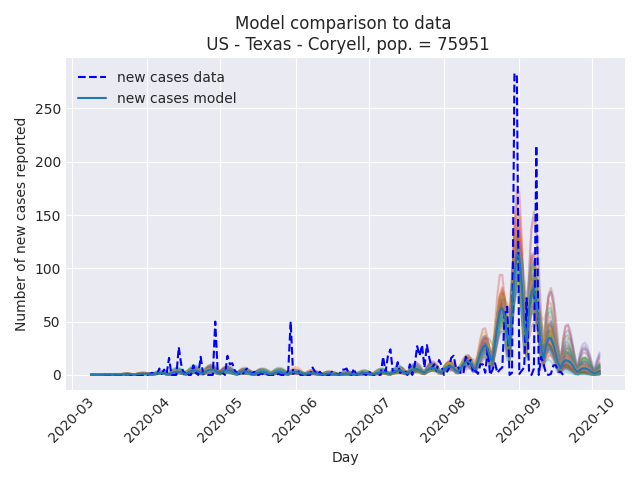 Model comparison to data
US - Texas - Coryell, pop. = 75951
new cases data
new cases model
Number of new cases reported
250
200
150
100
50
0
2020-03
2020-04
2020-05
2020-06
2020-07
2020-08
2020-09
2020-10
Day